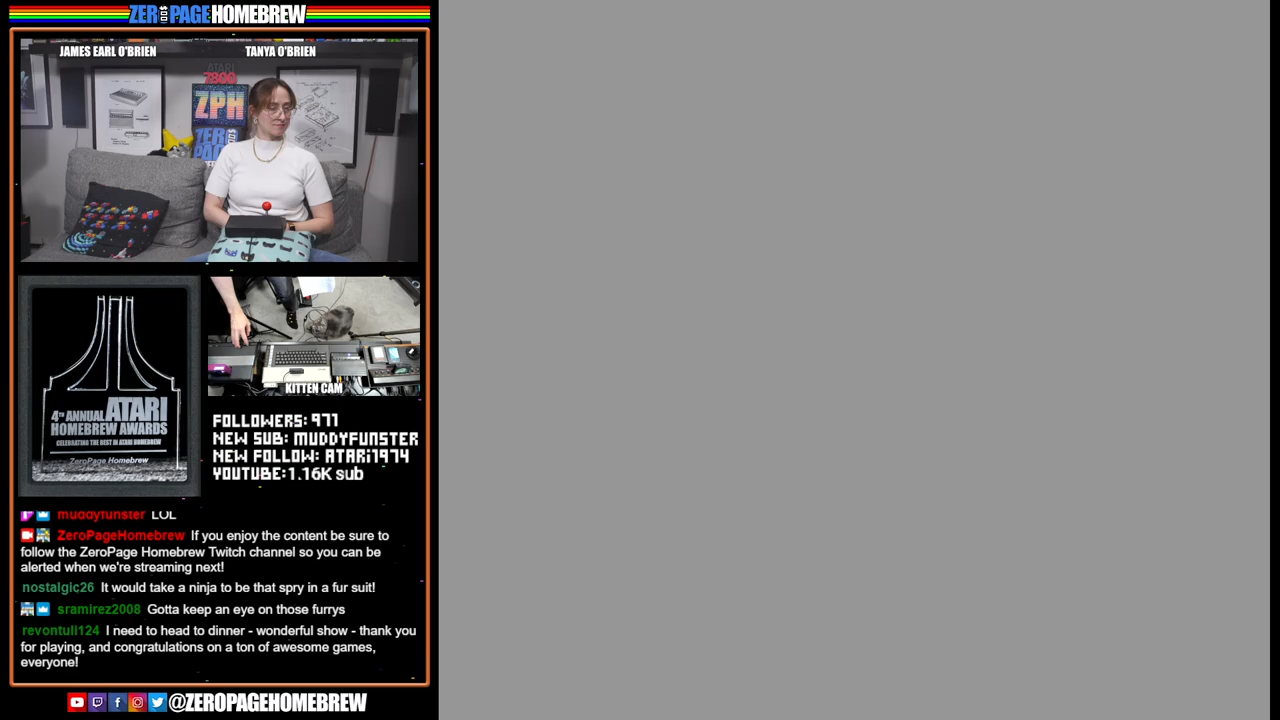 ZEROPAGE HOMEBREW
JAMES EARL O'BRIEN
TANYA O'BRIEN
ATARI
7800
ZPH
ZERO
4TH ANNUAL ATARI
HOMEBREW AWARDS
CELEBRATING THE BEST IN ATARI HOMEBREW
ZeroPage Homebrew
KITTEN CAM
FOLLOWERS: 971
NEW SUB: MUDDYFUNSTER
NEW FOLLOW: ATARI1974
YOUTUBE:1.16K sub
muddyfunster LOL
ZeroPageHomebrew If you enjoy the content be sure to
follow the ZeroPage Homebrew Twitch channel so you can be
alerted when we're streaming next!
nostalgic26 It would take a ninja to be that spry in a fur suit!
sramirez2008 Gotta keep an eye on those furrys
revontuli124 I need to head to dinner - wonderful show - thank you
for playing, and congratulations on a ton of awesome games,
everyone!
@ZEROPAGEHOMEBREW